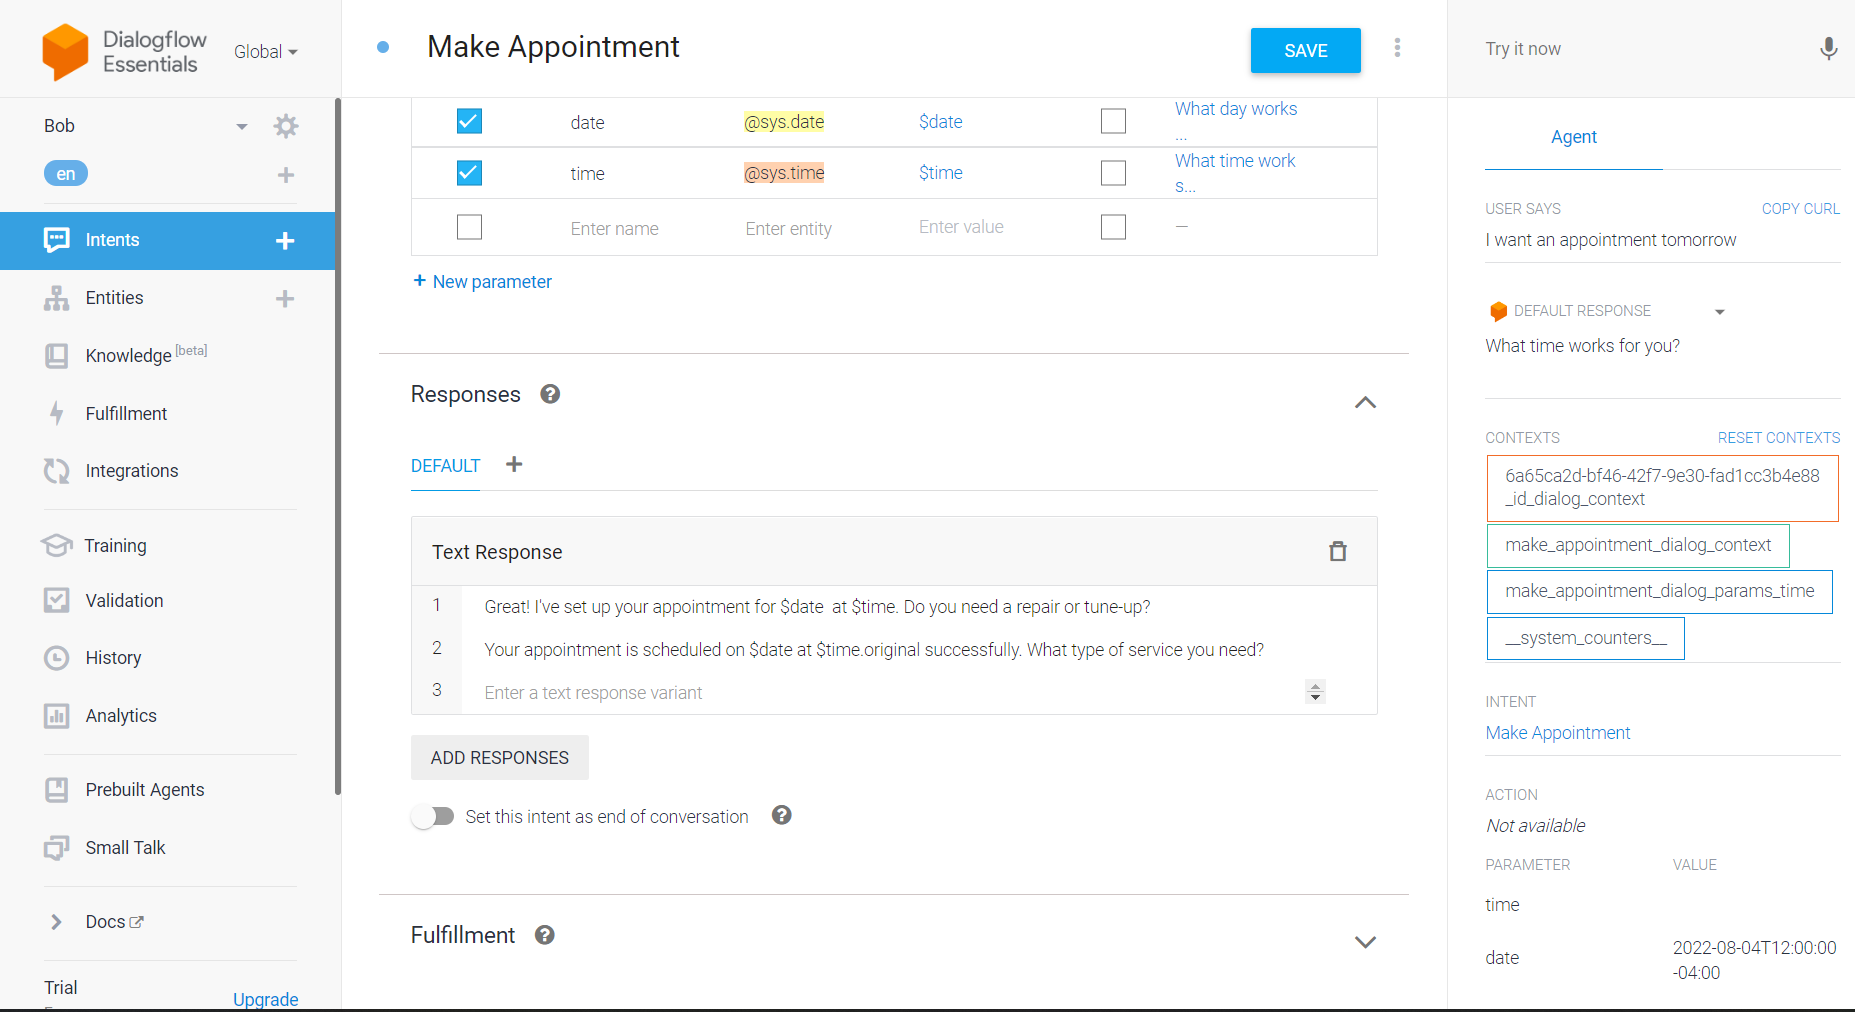 Dialogflow
Essentials
Global
Make Appointment
SAVE
Try it now
Bob
en
Intents
Entities
Knowledge [beta]
Fulfillment
Integrations
Training
Validation
History
Analytics
Prebuilt Agents
Small Talk
Docs
Trial
Upgrade
date @sys.date $date What day works
...
time @sys.time $time What time work
s...
Enter name Enter entity Enter value —
+ New parameter
Responses
DEFAULT +
Text Response
1 Great! I've set up your appointment for $date  at $time. Do you need a repair or tune-up?
2 Your appointment is scheduled on $date at $time.original successfully. What type of service you need?
3 Enter a text response variant
ADD RESPONSES
Set this intent as end of conversation
Fulfillment
Agent
USER SAYS COPY CURL
I want an appointment tomorrow
DEFAULT RESPONSE
What time works for you?
CONTEXTS RESET CONTEXTS
6a65ca2d-bf46-42f7-9e30-fad1cc3b4e88
_id_dialog_context
make_appointment_dialog_context
make_appointment_dialog_params_time
__system_counters__
INTENT
Make Appointment
ACTION
Not available
PARAMETER VALUE
time
date 2022-08-04T12:00:00
-04:00